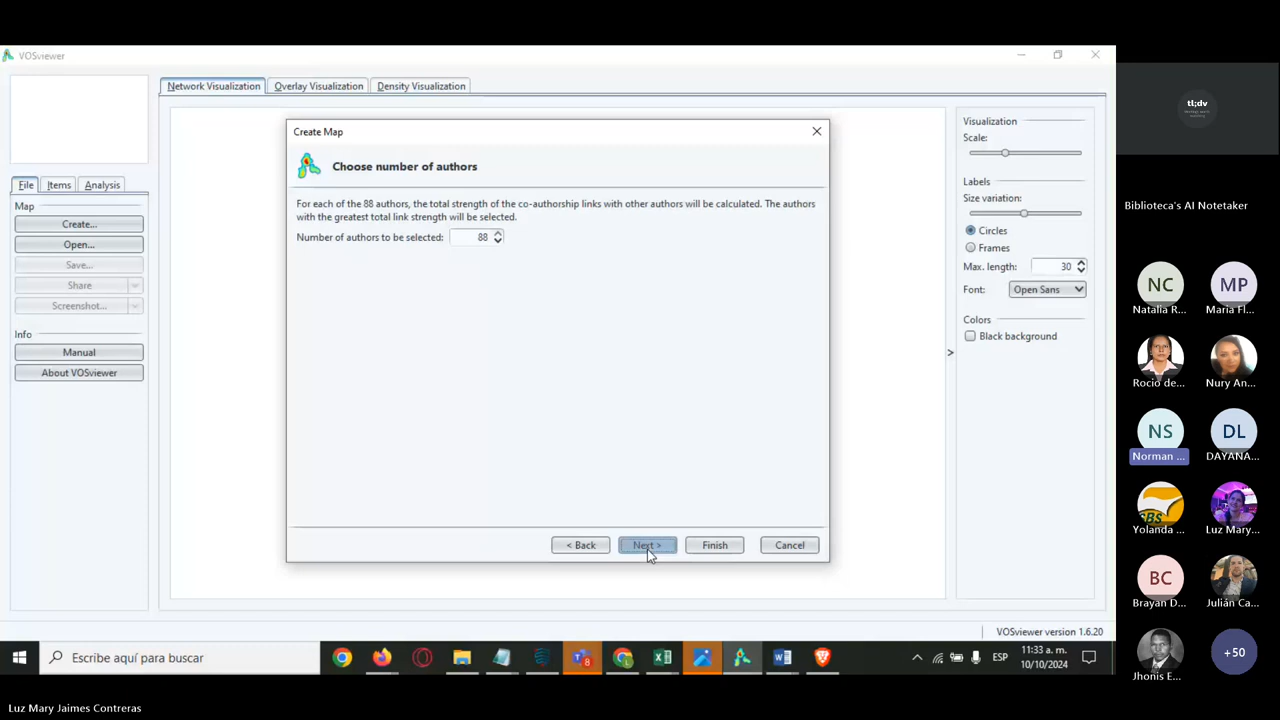 VOSviewer
Network Visualization
Overlay Visualization
Density Visualization
File
Items
Analysis
Map
Create...
Open...
Save...
Share
Screenshot...
Info
Manual
About VOSviewer
Create Map
Choose number of authors
For each of the 88 authors, the total strength of the co-authorship links with other authors will be calculated. The authors
with the greatest total link strength will be selected.
Number of authors to be selected: 88
< Back
Next >
Finish
Cancel
Visualization
Scale:
Labels
Size variation:
Circles
Frames
Max. length: 30
Font: Open Sans
Colors
Black background
>
VOSviewer version 1.6.20
Escribe aquí para buscar
8
ESP
11:33 a. m.
10/10/2024
tl;dv
Biblioteca's AI Notetaker
NC
Natalia R...
MP
Maria Fl...
Rocio de...
Nury An...
NS
Norman ...
DL
DAYANA...
SBS
Yolanda ...
Luz Mary...
BC
Brayan D...
Julián Ca...
Jhonis E...
+50
Luz Mary Jaimes Contreras